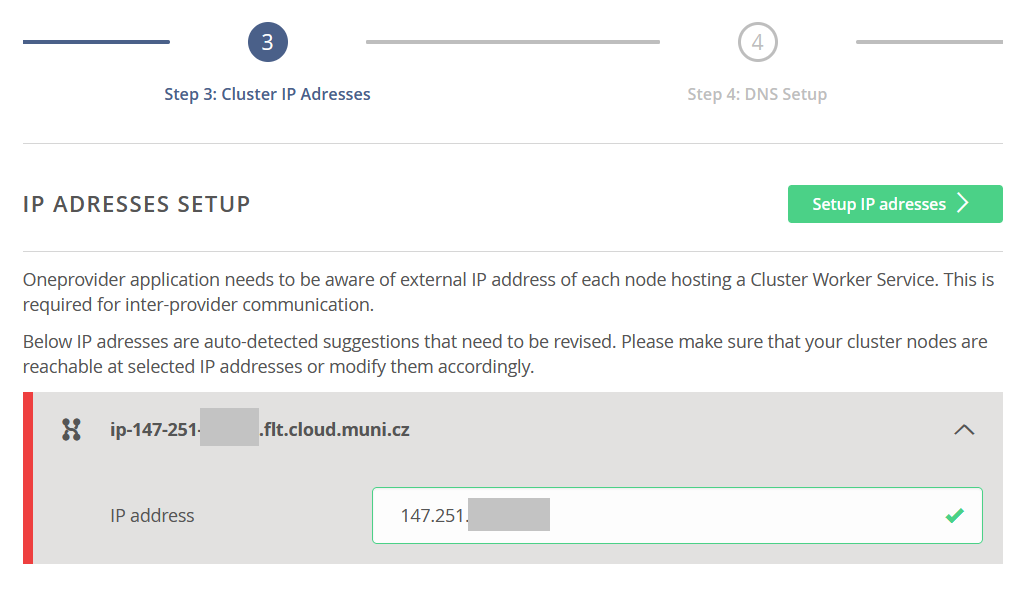 3
4
Step 3: Cluster IP Adresses
Step 4: DNS Setup
IP ADRESSES SETUP
Setup IP adresses
Oneprovider application needs to be aware of external IP address of each node hosting a Cluster Worker Service. This is
required for inter-provider communication.
Below IP adresses are auto-detected suggestions that need to be revised. Please make sure that your cluster nodes are
reachable at selected IP addresses or modify them accordingly.
ip-147-251- .flt.cloud.muni.cz
IP address
147.251.